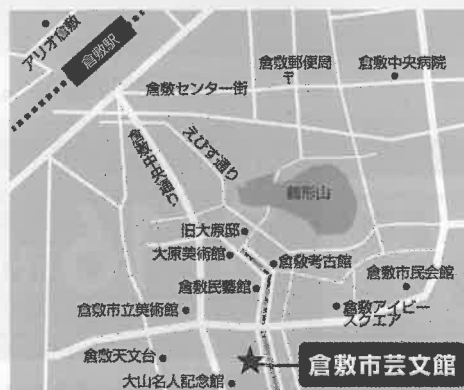 アリオ倉敷
倉敷駅
倉敷センター街
倉敷郵便局
〒
倉敷中央病院
倉敷中央通り
えびす通り
鶴形山
旧大原邸
大原美術館
倉敷考古館
倉敷民藝館
倉敷市民会館
倉敷市立美術館
倉敷アイビー
スクエア
倉敷天文台
倉敷市芸文館
大山名人記念館